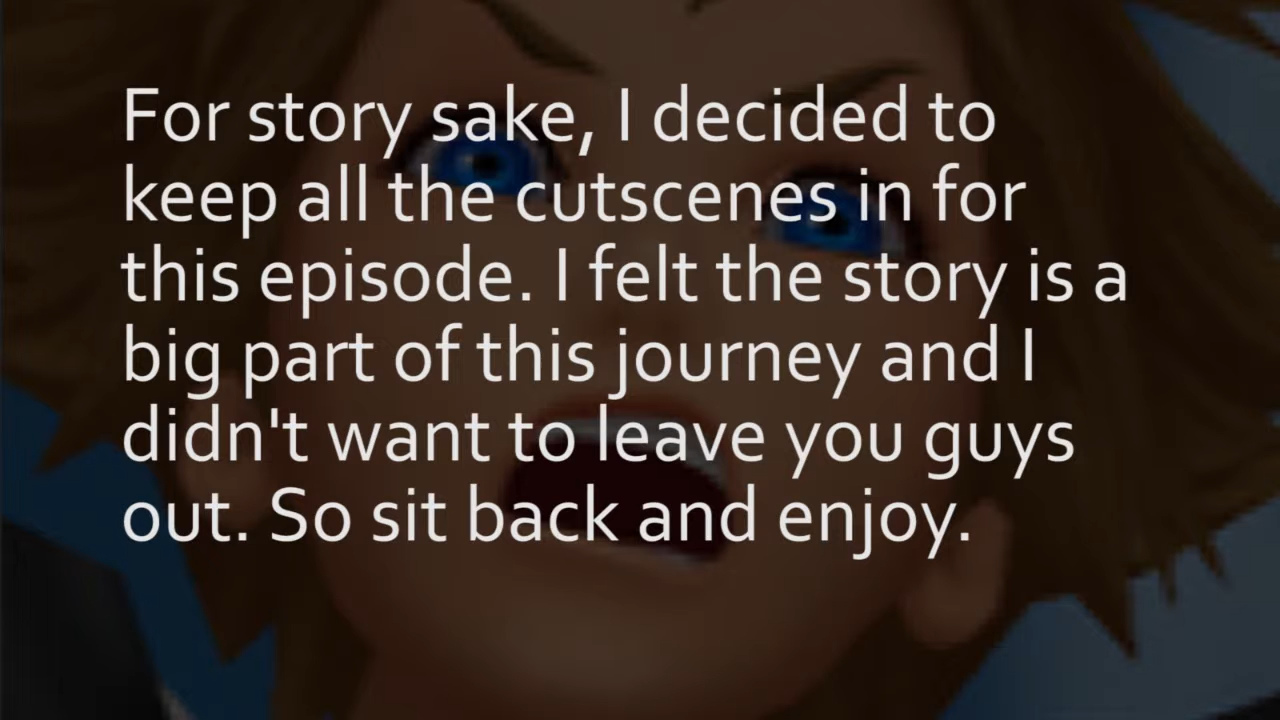 For story sake, I decided to
keep all the cutscenes in for
this episode. I felt the story is a
big part of this journey and I
didn't want to leave you guys
out. So sit back and enjoy.